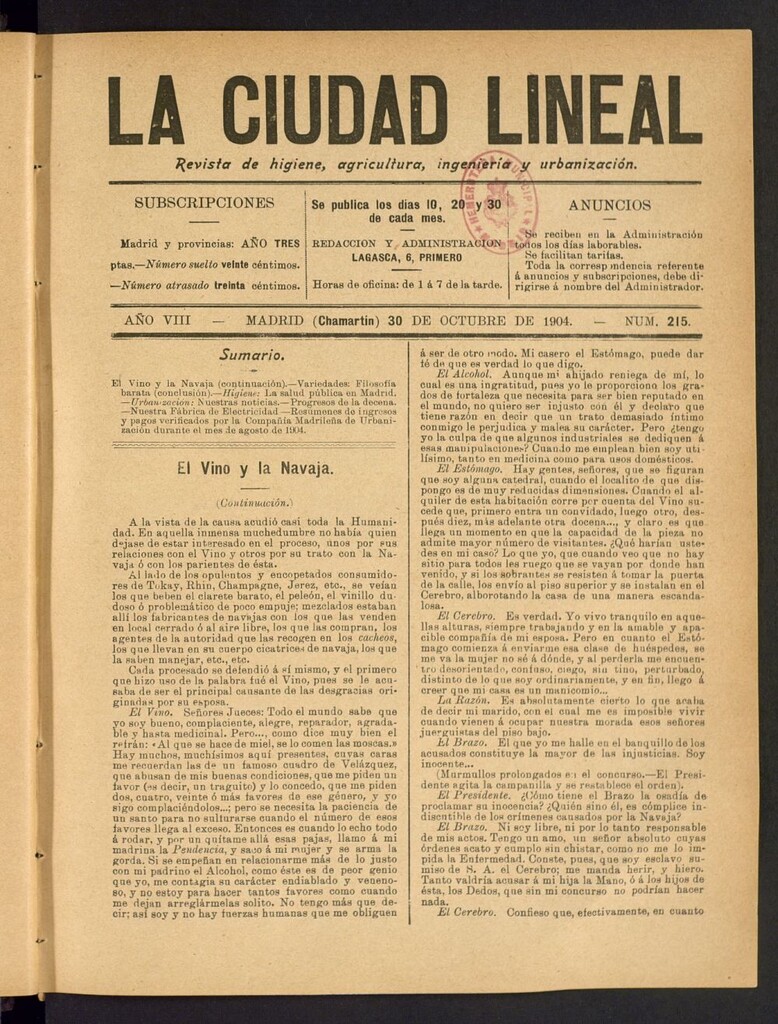 LA CIUDAD LINEAL
Revista de higiene, agricultura, ingeniería y urbanización.
SUBSCRIPCIONES
Madrid y provincias: AÑO TRES
ptas.—Número suelto veinte céntimos.
—Número atrasado treinta céntimos.
Se publica los días 10, 20 y 30
de cada mes.
REDACCION Y ADMINISTRACION
LAGASCA, 6, PRIMERO
Horas de oficina: de 1 á 7 de la tarde.
ANUNCIOS
Se reciben en la Administración
todos los días laborables.
Se facilitan tarifas.
Toda la correspondencia referente
á anuncios y subscripciones, debe di-
rigirse á nombre del Administrador.
AÑO VIII — MADRID (Chamartin) 30 DE OCTUBRE DE 1904. — NUM. 215.
Sumario.
El Vino y la Navaja (continuación).—Variedades: Filosofía
barata (conclusión).—Higiene: La salud pública en Madrid.
—Urbanización: Nuestras noticias.—Progresos de la decena.
—Nuestra Fábrica de Electricidad—Resúmenes de ingresos
y pagos verificados por la Compañía Madrileña de Urbani-
zación durante el mes de agosto de 1904.
El Vino y la Navaja.
(Continuación.)
A la vista de la causa acudió casi toda la Humani-
dad. En aquella inmensa muchedumbre no había quien
dejase de estar interesado en el proceso, unos por sus
relaciones con el Vino y otros por su trato con la Na-
vaja ó con los parientes de ésta.
Al lado de los opulentos y encopetados consumido-
res de Tokay, Rhin, Champagne, Jerez, etc., se veían
los que beben el clarete barato, el peleón, el vinillo du-
doso ó problemático de poco empuje; mezclados estaban
allí los fabricantes de navajas con los que las venden
en local cerrado ó al aire libre, los que las compran, los
agentes de la autoridad que las recogen en los cacheos,
los que llevan en su cuerpo cicatrices de navaja, los que
la saben manejar, etc., etc.
Cada procesado se defendió á sí mismo, y el primero
que hizo uso de la palabra fué el Vino, pues se le acu-
saba de ser el principal causante de las desgracias ori-
ginadas por su esposa.
El Vino. Señores Jueces: Todo el mundo sabe que
yo soy bueno, complaciente, alegre, reparador, agrada-
ble y hasta medicinal. Pero..., como dice muy bien el
refrán: «Al que se hace de miel, se lo comen las moscas.»
Hay muchos, muchísimos aquí presentes, cuyas caras
me recuerdan las de un famoso cuadro de Velázquez,
que abusan de mis buenas condiciones, que me piden un
favor (es decir, un traguito) y lo concedo, que me piden
dos, cuatro, veinte ó más favores de ese género, y yo
sigo complaciéndolos...; pero se necesita la paciencia de
un santo para no sulfurarse cuando el número de esos
favores llega al exceso. Entonces es cuando lo echo todo
á rodar, y por un quítame allá esas pajas, llamo á mi
madrina la Pendencia, y saco á mi mujer y se arma la
gorda. Si se empeñan en relacionarme más de lo justo
con mi padrino el Alcohol, como éste es de peor genio
que yo, me contagia su carácter endiablado y veneno-
so, y no estoy para hacer tantos favores como cuando
me dejan arreglármelas solito. No tengo más que de-
cir; así soy y no hay fuerzas humanas que me obliguen
á ser de otro modo. Mi casero el Estómago, puede dar
fé de que es verdad lo que digo.
El Alcohol. Aunque mi ahijado reniega de mí, lo
cual es una ingratitud, pues yo le proporciono los gra-
dos de fortaleza que necesita para ser bien reputado en
el mundo, no quiero ser injusto con él y declaro que
tiene razón en decir que un trato demasiado íntimo
conmigo le perjudica y malea su carácter. Pero ¿tengo
yo la culpa de que algunos industriales se dediquen á
esas manipulaciones? Cuando me emplean bien soy uti-
lísimo, tanto en medicina como para usos domésticos.
El Estómago. Hay gentes, señores, que se figuran
que soy alguna catedral, cuando el localito de que dis-
pongo es de muy reducidas dimensiones. Cuando el al-
quiler de esta habitación corre por cuenta del Vino su-
cede que, primero entra un convidado, luego otro, des-
pués diez, más adelante otra docena..., y claro es que
llega un momento en que la capacidad de la pieza no
admite mayor número de visitantes. ¿Qué harían uste-
des en mi caso? Lo que yo, que cuando veo que no hay
sitio para todos les ruego que se vayan por donde han
venido, y si los sobrantes se resisten á tomar la puerta
de la calle, los envío al piso superior y se instalan en el
Cerebro, alborotando la casa de una manera escanda-
losa.
El Cerebro. Es verdad. Yo vivo tranquilo en aque-
llas alturas, siempre trabajando y en la amable y apa-
cible compañía de mi esposa. Pero en cuanto el Estó-
mago comienza á enviarme esa clase de huéspedes, se
me va la mujer no sé á dónde, y al perderla me encuen-
tro desorientado, confuso, ciego, sin tino, perturbado,
distinto de lo que soy ordinariamente, y en fin, llego á
creer que mi casa es un manicomio...
La Razón. Es absolutamente cierto lo que acaba
de decir mi marido, con el cual me es imposible vivir
cuando vienen á ocupar nuestra morada esos señores
juerguistas del piso bajo.
El Brazo. El que yo me halle en el banquillo de los
acusados constituye la mayor de las injusticias. Soy
inocente...
(Murmullos prolongados en el concurso.—El Presi-
dente agita la campanilla y se restablece el orden).
El Presidente. ¿Cómo tiene el Brazo la osadía de
proclamar su inocencia? ¿Quién sino él, es cómplice in-
discutible de los crímenes causados por la Navaja?
El Brazo. Ni soy libre, ni por lo tanto responsable
de mis actos. Tengo un amo, un señor absoluto cuyas
órdenes acato y cumplo sin chistar, como no me lo im-
pida la Enfermedad. Conste, pues, que soy esclavo su-
miso de S. A. el Cerebro; me manda herir, y hiero.
Tanto valdría acusar á mi hija la Mano, ó á los hijos de
ésta, los Dedos, que sin mi concurso no podrían hacer
nada.
El Cerebro. Confieso que, efectivamente, en cuanto